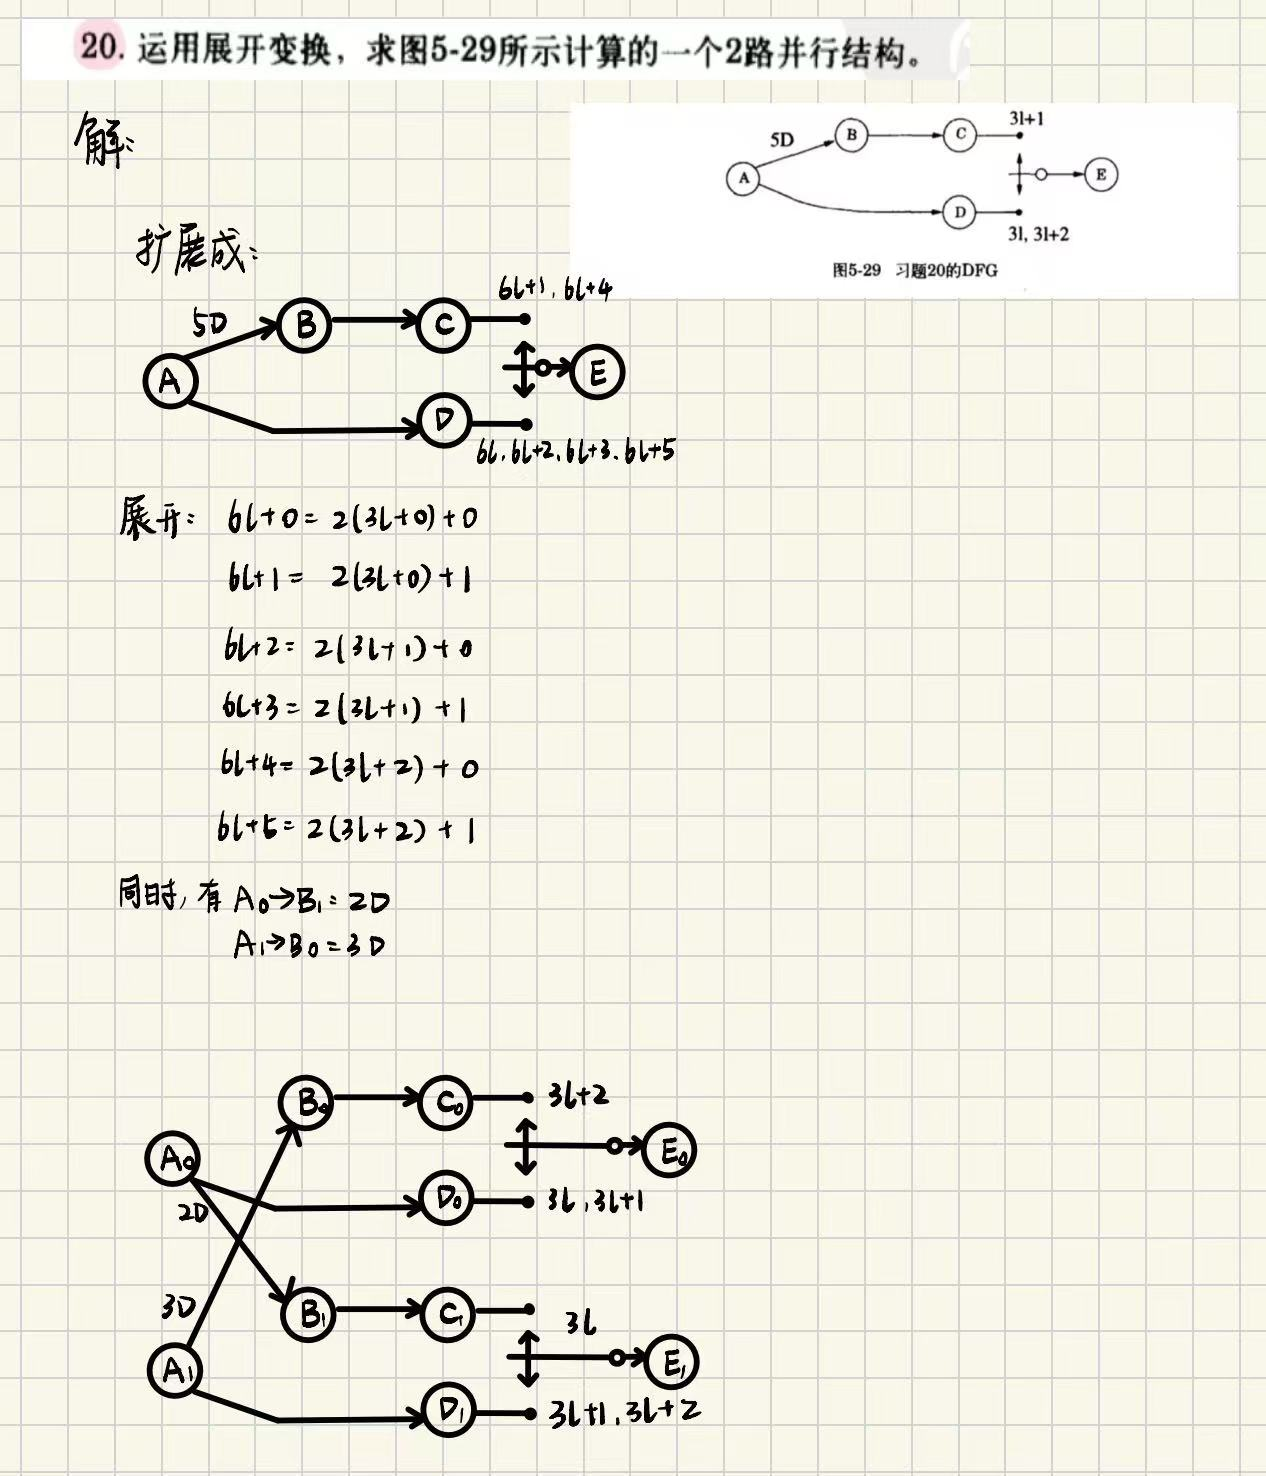 20. 运用展开变换，求图5-29所示计算的一个2路并行结构。
解:
3l+1
5D
B
C
A
E
D
3l, 3l+2
图5-29 习题20的DFG
扩展成:
6l+1, 6l+4
5D
B
C
A
E
D
6l, 6l+2, 6l+3, 6l+5
展开: 6l+0 = 2(3l+0)+0
6l+1 = 2(3l+0)+1
6l+2 = 2(3l+1)+0
6l+3 = 2(3l+1)+1
6l+4 = 2(3l+2)+0
6l+5 = 2(3l+2)+1
同时, 有 A₀→B₁=2D
A₁→B₀=3D
B₀
C₀
3l+2
A₀
E₀
2D
D₀
3l, 3l+1
3D
B₁
C₁
3l
A₁
E₁
D₁
3l+1, 3l+2